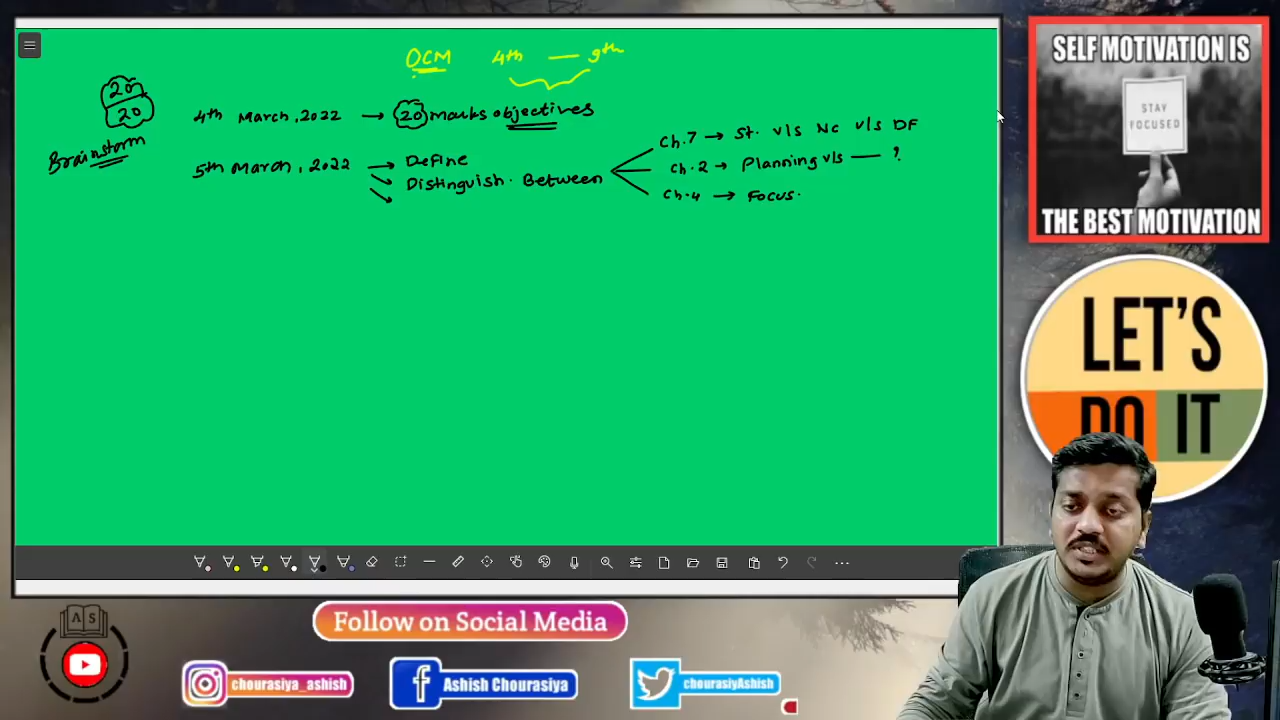 OCM 4th — 9th
20
20
Brainstorm
4th March, 2022 → 20 marks objectives
5th March, 2022 → Define
Distinguish Between
Ch.7 → St. v/s NC v/s DF
Ch.2 → Planning v/s — ?
Ch.4 → Focus.
SELF MOTIVATION IS
STAY
FOCUSED
THE BEST MOTIVATION
LET'S
DO IT
A S
Follow on Social Media
chourasiya_ashish
Ashish Chourasiya
chourasiyAshish